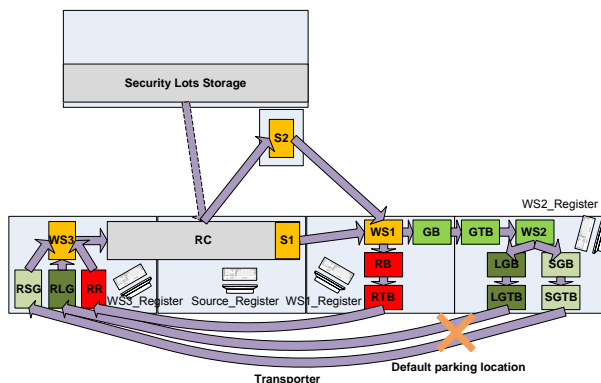 Security Lots Storage
S2
WS2_Register
WS3
RC
S1
WS1
GB
GTB
WS2
RSG
RLG
RR
WS3_Register
Source_Register
WS1_Register
RB
LGB
SGB
RTB
LGTB
SGTB
Default parking location
Transporter